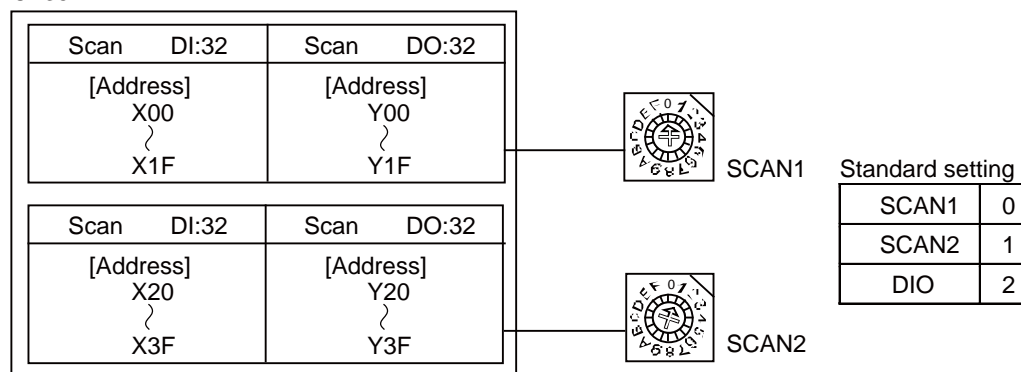 Scan DI:32 Scan DO:32
[Address] [Address]
X00 Y00
X1F Y1F
SCAN1
Scan DI:32 Scan DO:32
[Address] [Address]
X20 Y20
X3F Y3F
SCAN2
Standard setting
SCAN1 0
SCAN2 1
DIO 2